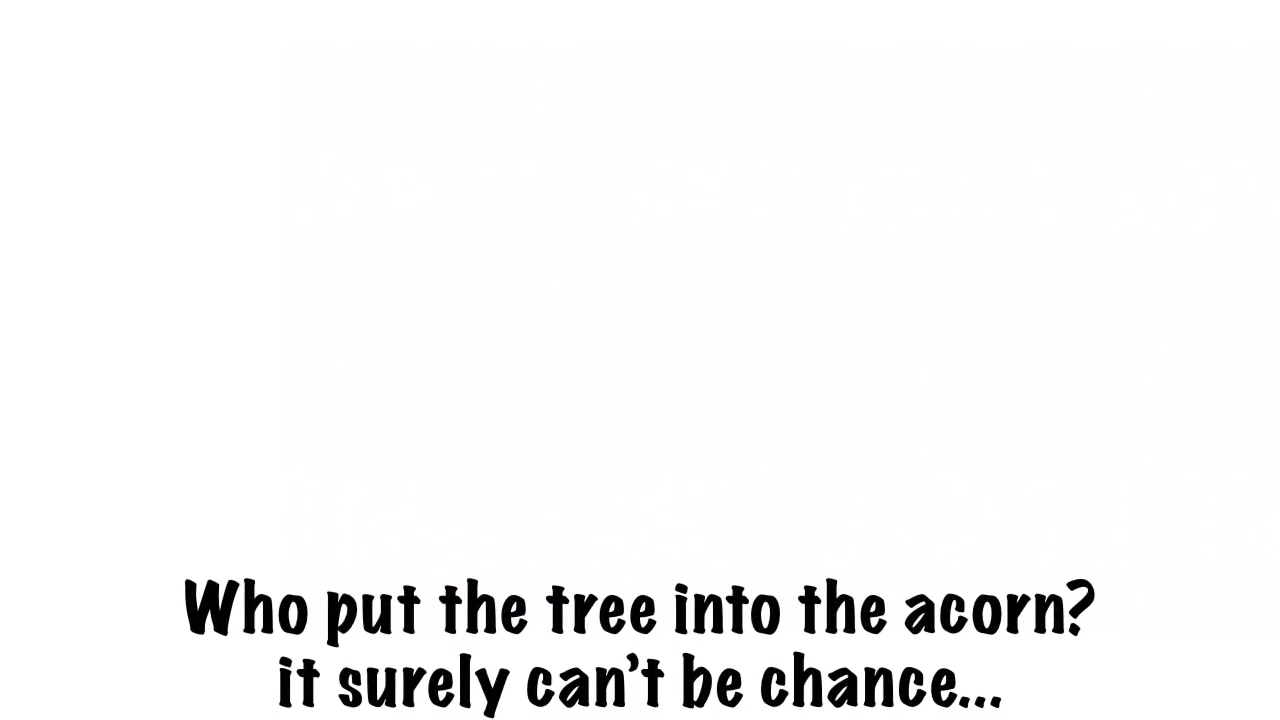 Who put the tree into the acorn?
it surely can’t be chance...